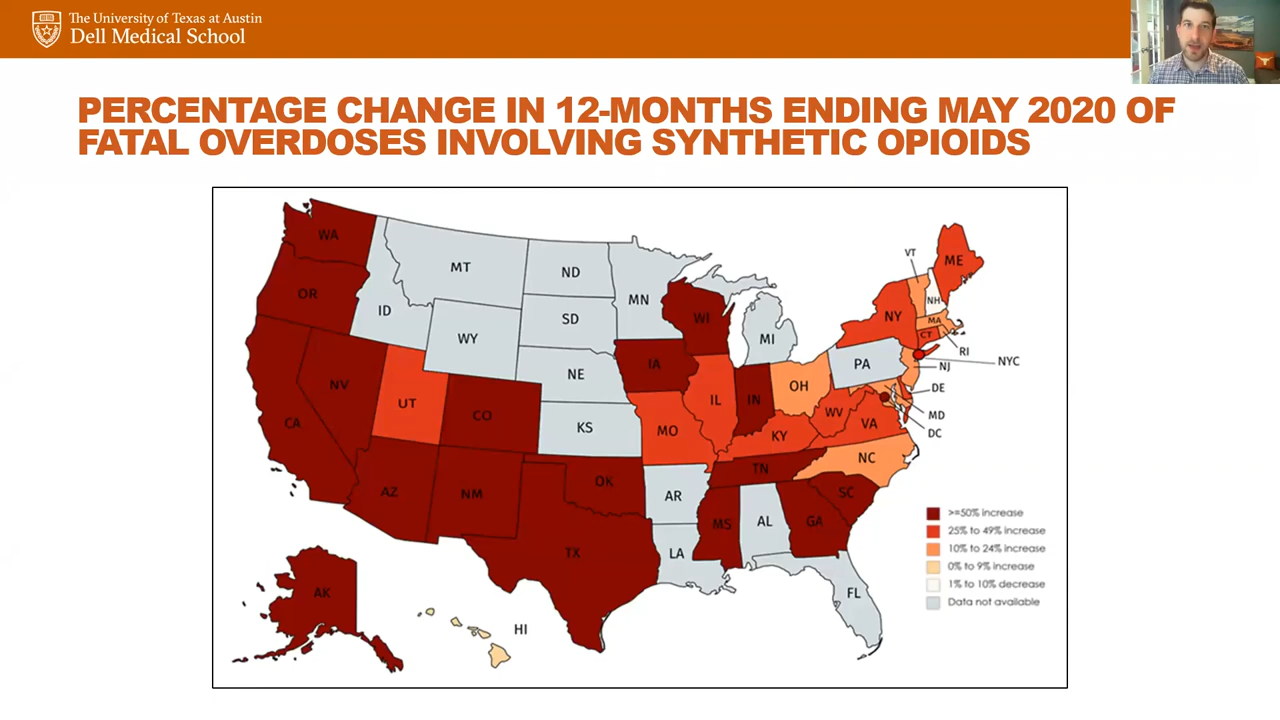 The University of Texas at Austin
Dell Medical School
PERCENTAGE CHANGE IN 12-MONTHS ENDING MAY 2020 OF
FATAL OVERDOSES INVOLVING SYNTHETIC OPIOIDS
WA
MT
ND
MN
OR
ID
SD
WI
WY
MI
VT
ME
NH
NY
MA
CT
RI
NYC
NV
UT
NE
IA
PA
NJ
CA
CO
KS
MO
IL
IN
OH
WV
VA
DE
MD
DC
KY
AZ
NM
OK
AR
TN
NC
TX
LA
MS
AL
GA
SC
FL
AK
HI
>=50% increase
25% to 49% increase
10% to 24% increase
0% to 9% increase
1% to 10% decrease
Data not available